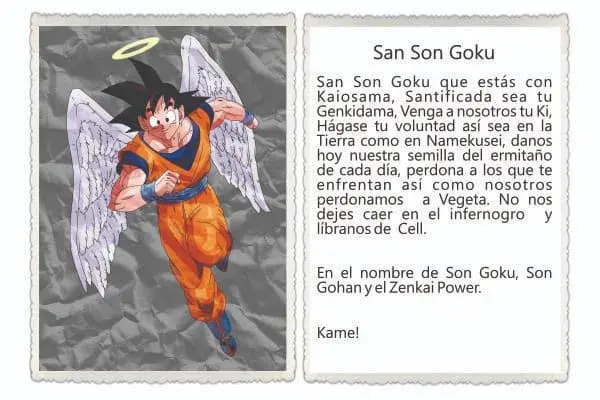 San Son Goku
San Son Goku que estás con
Kaiosama, Santificada sea tu
Genkidama, Venga a nosotros tu Ki,
Hágase tu voluntad así sea en la
Tierra como en Namekusei, danos
hoy nuestra semilla del ermitaño
de cada día, perdona a los que te
enfrentan así como nosotros
perdonamos a Vegeta. No nos
dejes caer en el infernogro y
líbranos de Cell.
En el nombre de Son Goku, Son
Gohan y el Zenkai Power.
Kame!